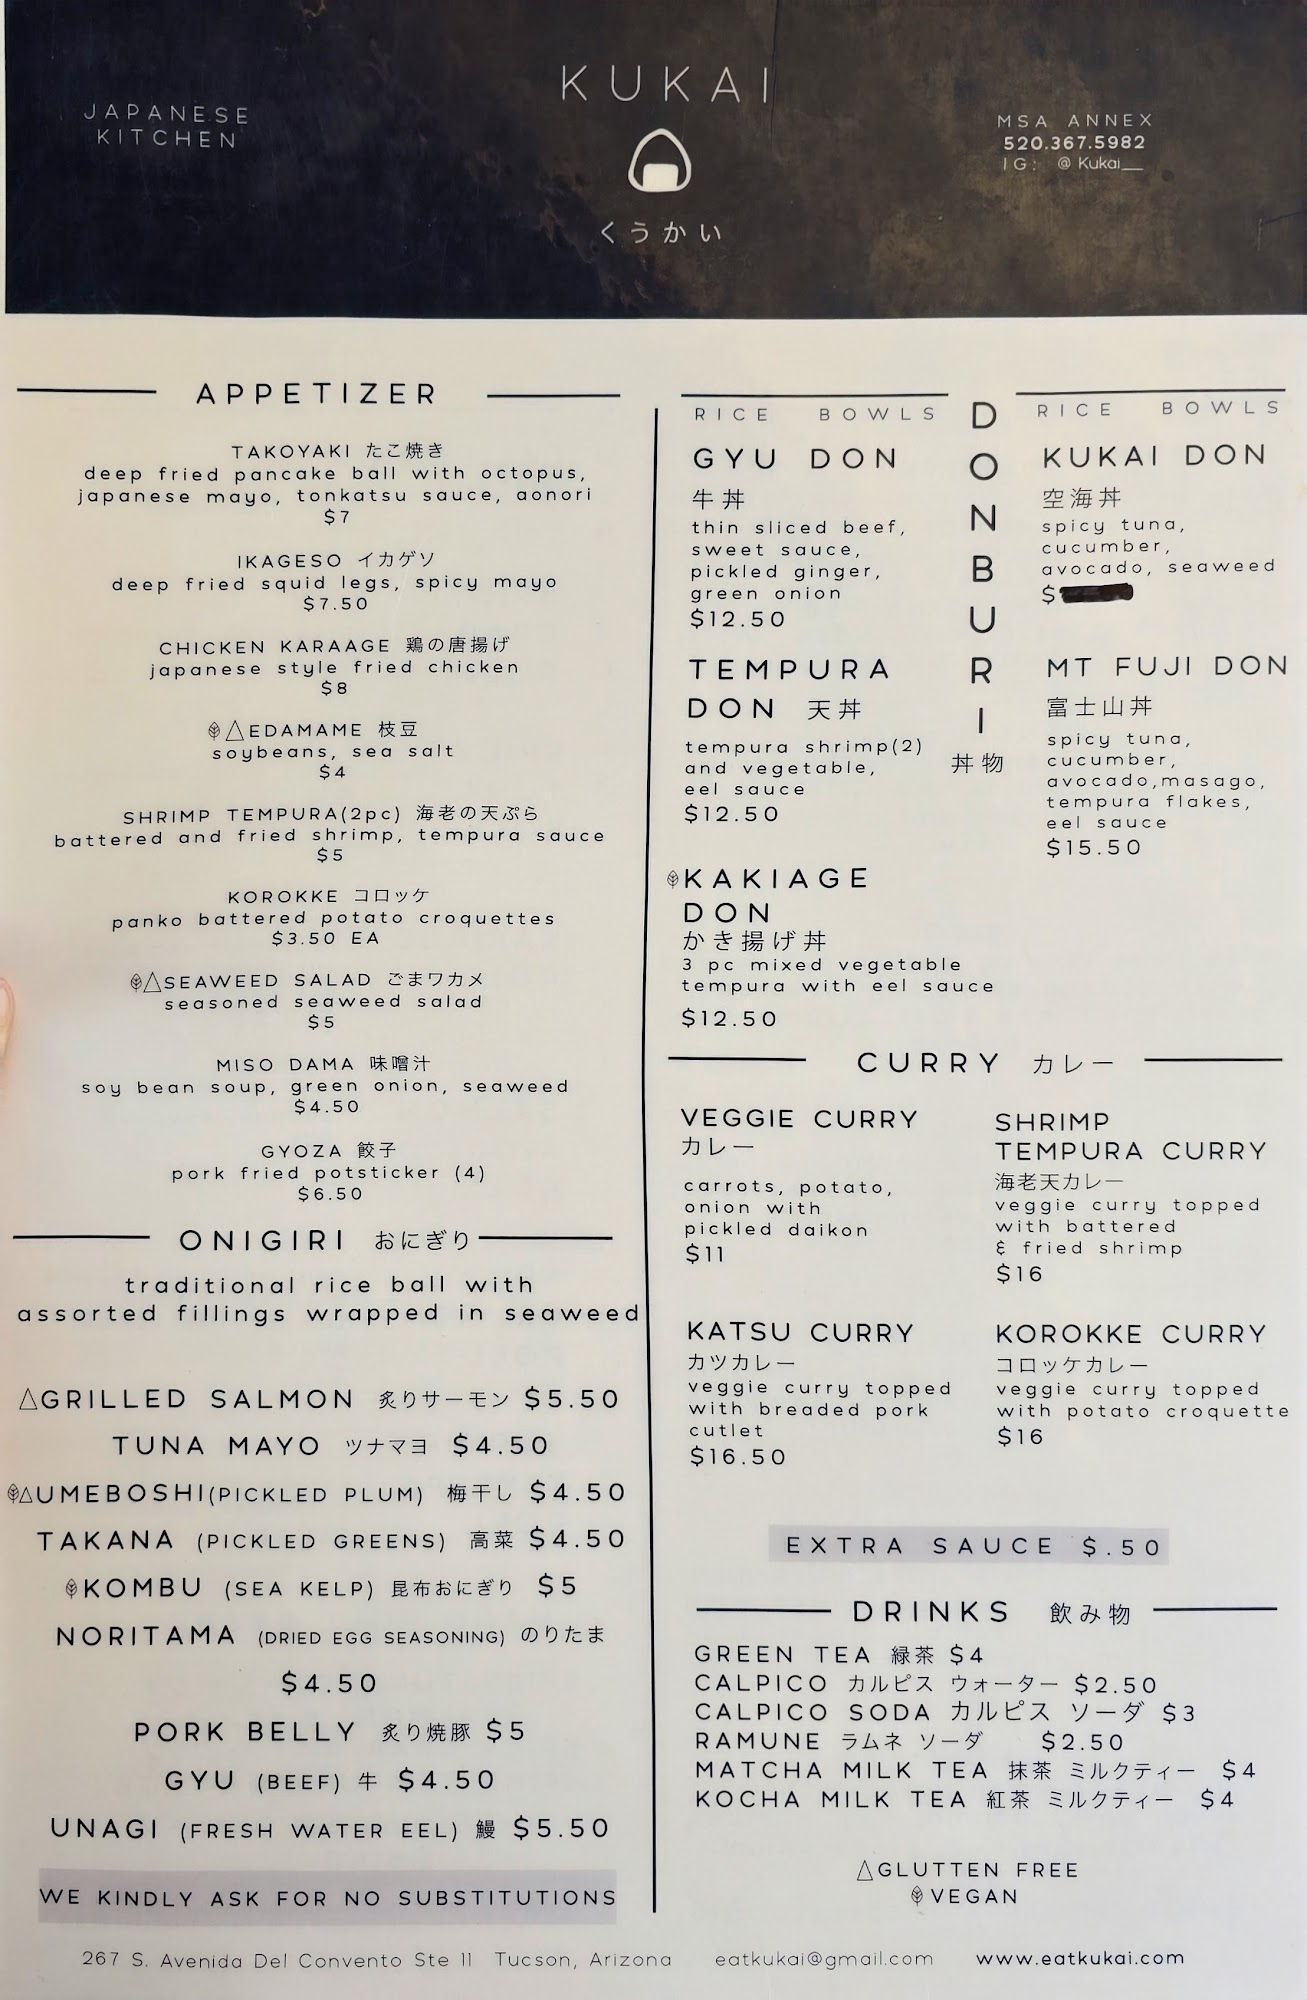 JAPANESE
KITCHEN
KUKAI
くうかい
MSA ANNEX
520.367.5982
IG: @Kukai__
APPETIZER
TAKOYAKI たこ焼き
deep fried pancake ball with octopus,
japanese mayo, tonkatsu sauce, aonori
$7
IKAGESO イカゲソ
deep fried squid legs, spicy mayo
$7.50
CHICKEN KARAAGE 鶏の唐揚げ
japanese style fried chicken
$8
EDAMAME 枝豆
soybeans, sea salt
$4
SHRIMP TEMPURA(2pc) 海老の天ぷら
battered and fried shrimp, tempura sauce
$5
KOROKKE コロッケ
panko battered potato croquettes
$3.50 EA
SEAWEED SALAD ごまワカメ
seasoned seaweed salad
$5
MISO DAMA 味噌汁
soy bean soup, green onion, seaweed
$4.50
GYOZA 餃子
pork fried potsticker (4)
$6.50
ONIGIRI おにぎり
traditional rice ball with
assorted fillings wrapped in seaweed
GRILLED SALMON 炙りサーモン $5.50
TUNA MAYO ツナマヨ $4.50
UMEBOSHI(PICKLED PLUM) 梅干し $4.50
TAKANA (PICKLED GREENS) 高菜 $4.50
KOMBU (SEA KELP) 昆布おにぎり $5
NORITAMA (DRIED EGG SEASONING) のりたま
$4.50
PORK BELLY 炙り焼豚 $5
GYU (BEEF) 牛 $4.50
UNAGI (FRESH WATER EEL) 鰻 $5.50
WE KINDLY ASK FOR NO SUBSTITUTIONS
DONBURI
丼物
RICE BOWLS
GYU DON
牛丼
thin sliced beef,
sweet sauce,
pickled ginger,
green onion
$12.50
TEMPURA
DON 天丼
tempura shrimp(2)
and vegetable,
eel sauce
$12.50
KAKIAGE
DON
かき揚げ丼
3 pc mixed vegetable
tempura with eel sauce
$12.50
RICE BOWLS
KUKAI DON
空海丼
spicy tuna,
cucumber,
avocado, seaweed
$
MT FUJI DON
富士山丼
spicy tuna,
cucumber,
avocado,masago,
tempura flakes,
eel sauce
$15.50
CURRY カレー
VEGGIE CURRY
カレー
carrots, potato,
onion with
pickled daikon
$11
SHRIMP
TEMPURA CURRY
海老天カレー
veggie curry topped
with battered
& fried shrimp
$16
KATSU CURRY
カツカレー
veggie curry topped
with breaded pork
cutlet
$16.50
KOROKKE CURRY
コロッケカレー
veggie curry topped
with potato croquette
$16
EXTRA SAUCE $.50
DRINKS 飲み物
GREEN TEA 緑茶 $4
CALPICO カルピス ウォーター $2.50
CALPICO SODA カルピス ソーダ $3
RAMUNE ラムネ ソーダ $2.50
MATCHA MILK TEA 抹茶 ミルクティー $4
KOCHA MILK TEA 紅茶 ミルクティー $4
GLUTTEN FREE
VEGAN
267 S. Avenida Del Convento Ste 11 Tucson, Arizona eatkukai@gmail.com www.eatkukai.com